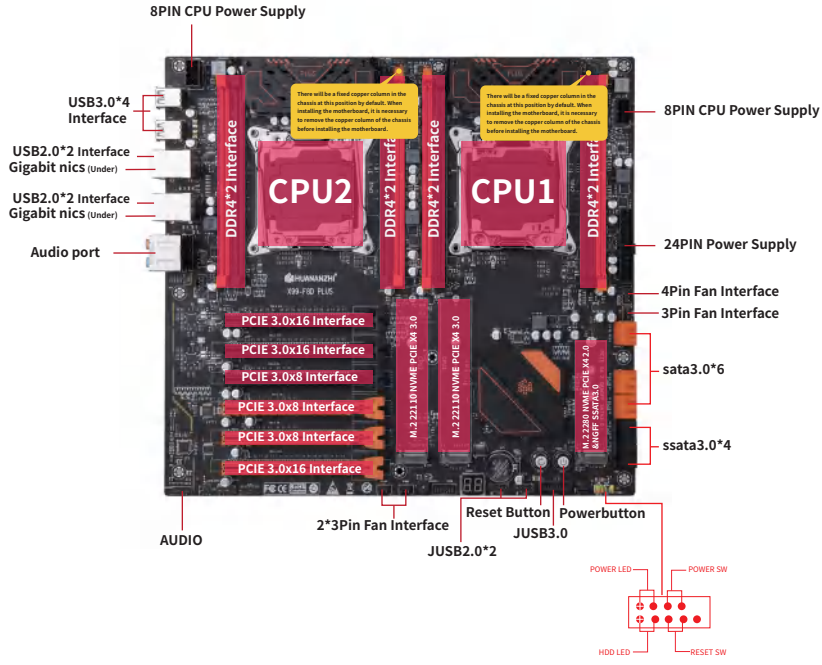 8PIN CPU Power Supply
USB3.0*4
Interface
USB2.0*2 Interface
Gigabit nics (Under)
USB2.0*2 Interface
Gigabit nics (Under)
Audio port
DDR4*2 Interface
There will be a fixed copper column in the
chassis at this position by default. When
installing the motherboard, it is necessary
to remove the copper column of the chassis
before installing the motherboard.
DDR4*2 Interface
DDR4*2 Interface
There will be a fixed copper column in the
chassis at this position by default. When
installing the motherboard, it is necessary
to remove the copper column of the chassis
before installing the motherboard.
DDR4*2 Interface
CPU2
CPU1
8PIN CPU Power Supply
24PIN Power Supply
4Pin Fan Interface
3Pin Fan Interface
sata3.0*6
ssata3.0*4
HUANANZHI
X99-F8D PLUS
PCIE 3.0x16 Interface
PCIE 3.0x16 Interface
PCIE 3.0x8 Interface
PCIE 3.0x8 Interface
PCIE 3.0x8 Interface
PCIE 3.0x16 Interface
M.2 22110 NVME PCIE X4 3.0
M.2 22110 NVME PCIE X4 3.0
M.2 2280 NVME PCIE X4 2.0
&NGFF SSATA3.0
AUDIO
2*3Pin Fan Interface
JUSB2.0*2
Reset Button
JUSB3.0
Powerbutton
POWER LED
POWER SW
HDD LED
RESET SW